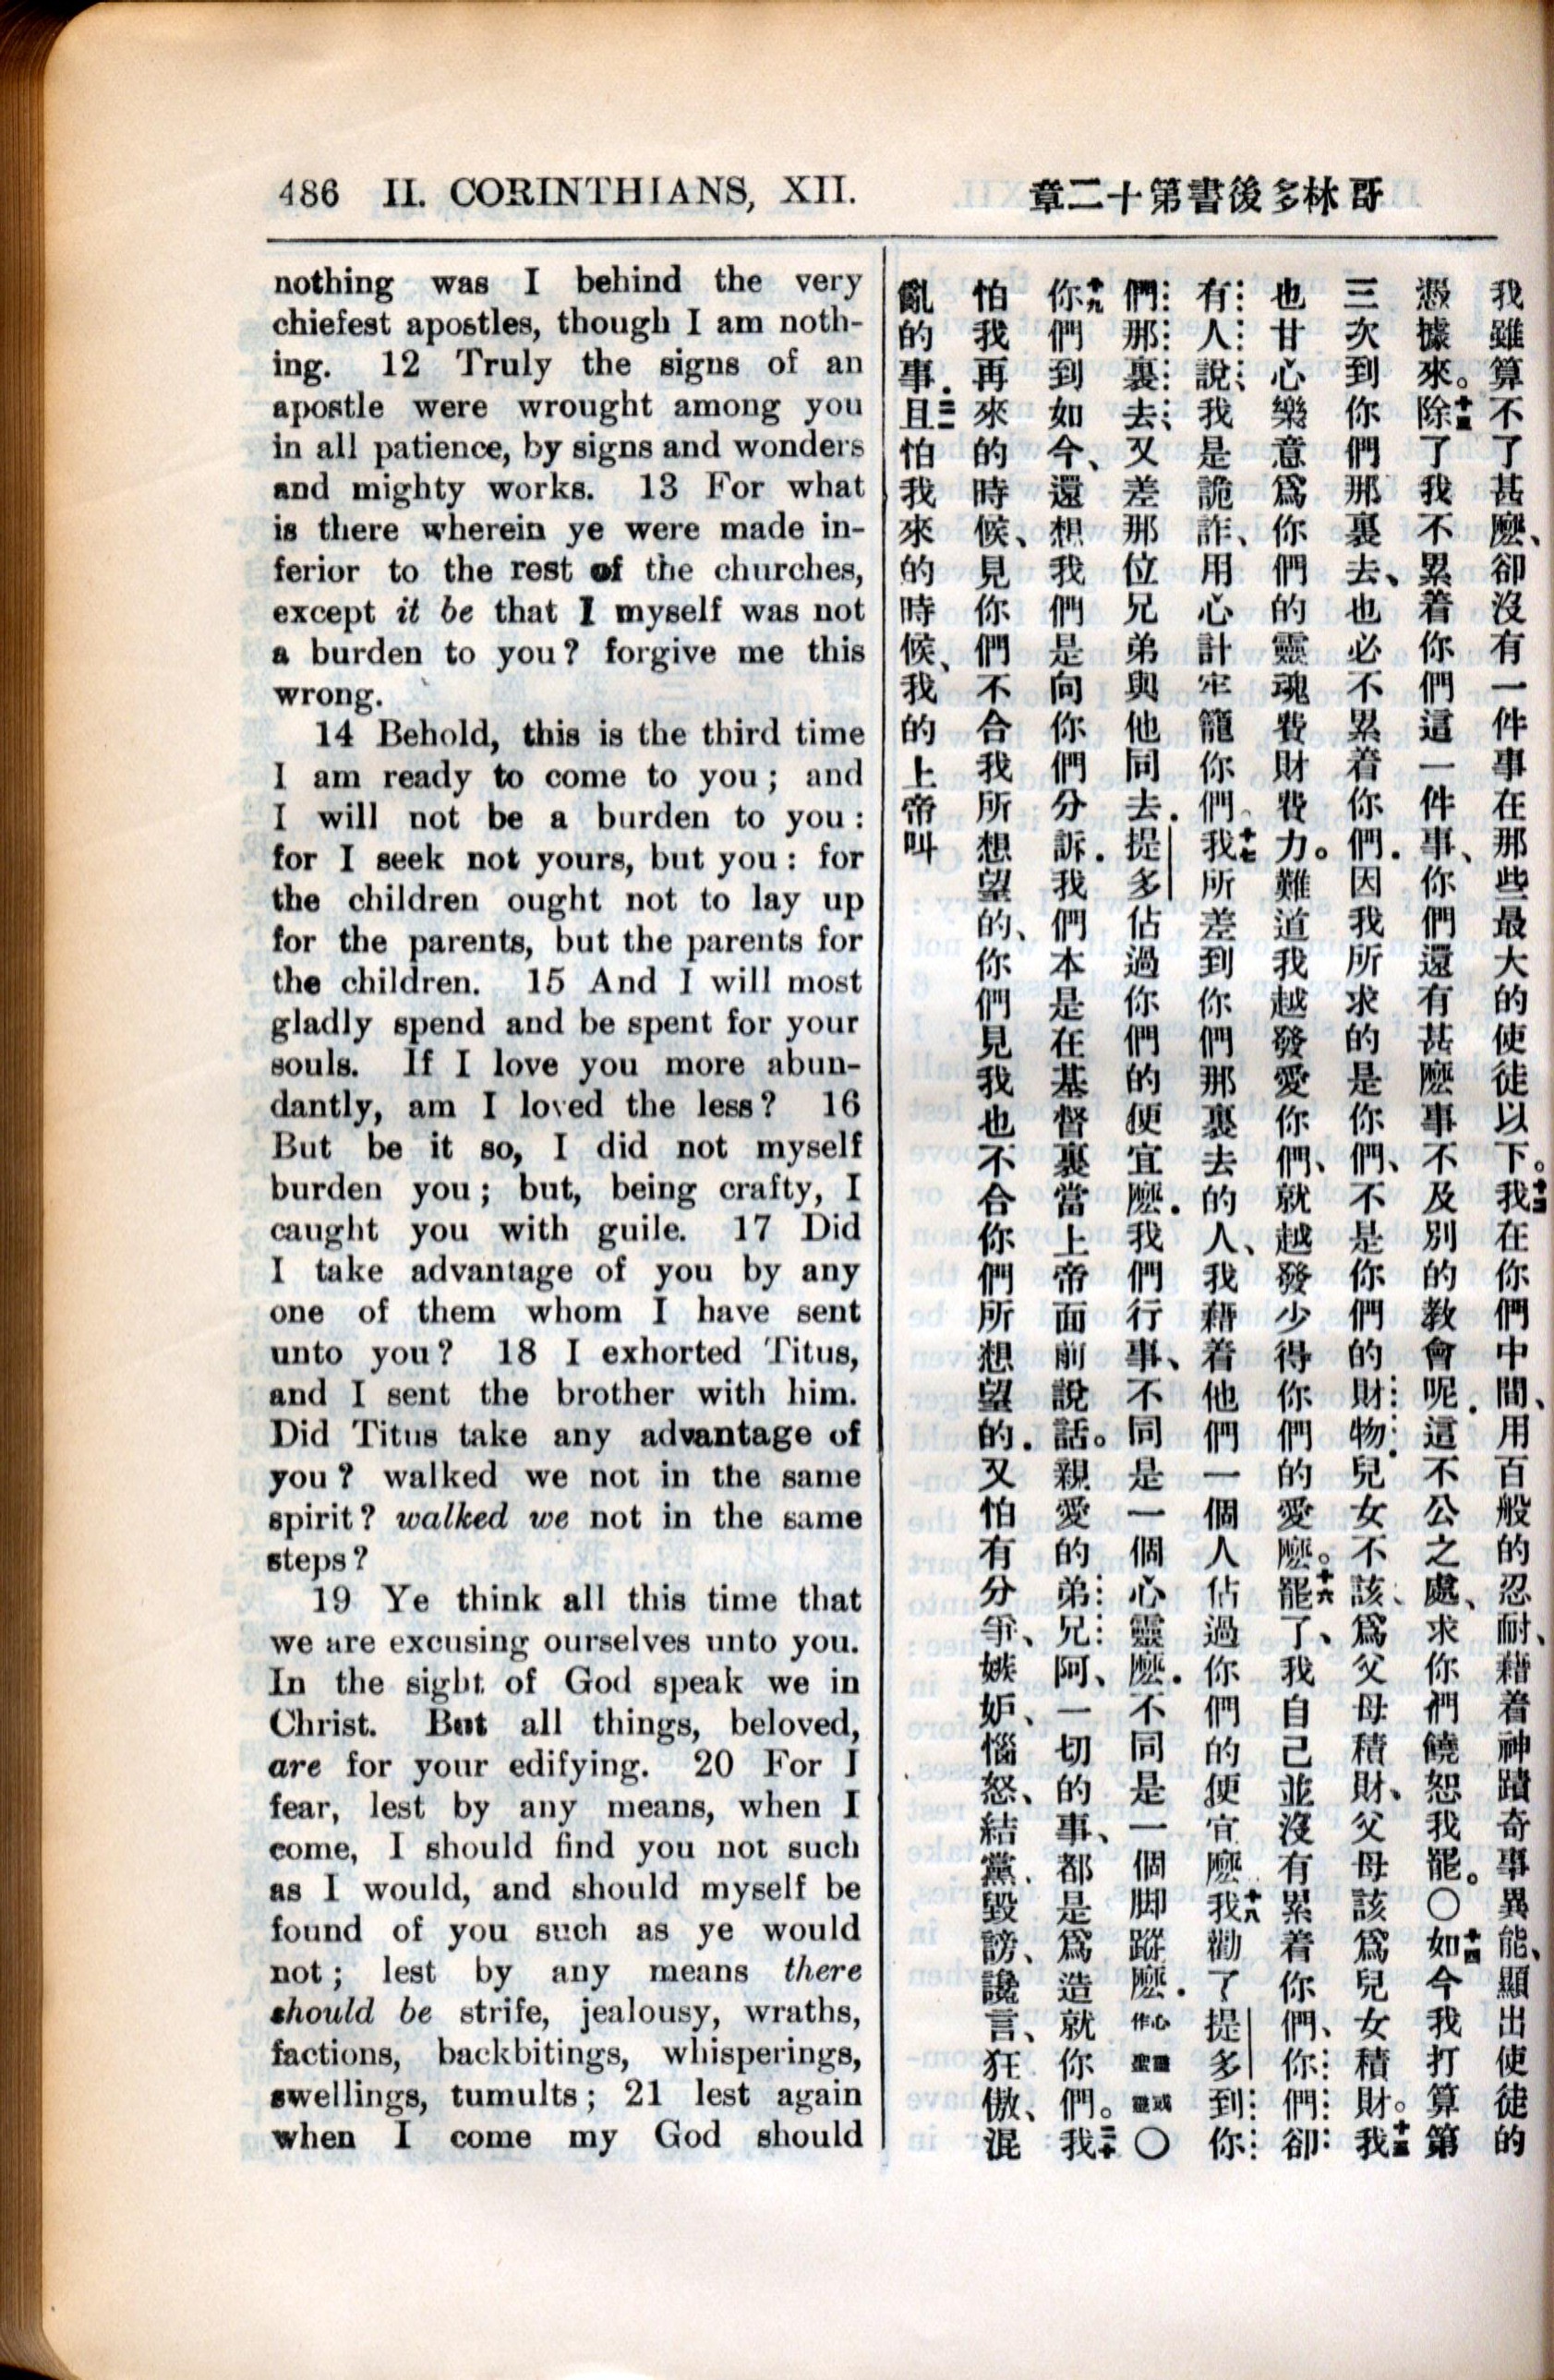 486 II. CORINTHIANS, XII.
哥林多後書第十二章
nothing was I behind the very
chiefest apostles, though I am noth-
ing. 12 Truly the signs of an
apostle were wrought among you
in all patience, by signs and wonders
and mighty works. 13 For what
is there wherein ye were made in-
ferior to the rest of the churches,
except it be that I myself was not
a burden to you? forgive me this
wrong.
14 Behold, this is the third time
I am ready to come to you; and
I will not be a burden to you:
for I seek not yours, but you: for
the children ought not to lay up
for the parents, but the parents for
the children. 15 And I will most
gladly spend and be spent for your
souls. If I love you more abun-
dantly, am I loved the less? 16
But be it so, I did not myself
burden you; but, being crafty, I
caught you with guile. 17 Did
I take advantage of you by any
one of them whom I have sent
unto you? 18 I exhorted Titus,
and I sent the brother with him.
Did Titus take any advantage of
you? walked we not in the same
spirit? walked we not in the same
steps?
19 Ye think all this time that
we are excusing ourselves unto you.
In the sight of God speak we in
Christ. But all things, beloved,
are for your edifying. 20 For I
fear, lest by any means, when I
come, I should find you not such
as I would, and should myself be
found of you such as ye would
not; lest by any means there
should be strife, jealousy, wraths,
factions, backbitings, whisperings,
swellings, tumults; 21 lest again
when I come my God should
我雖算不了甚麼、卻沒有一件事在那些最大的使徒以下。十二我在你們中間、用百般的忍耐、藉着神蹟奇事異能、顯出使徒的
憑據來。十三除了我不累着你們這一件事、你們還有甚麼事不及別的教會呢.這不公之處、求你們饒恕我罷。〇十四如今我打算第
三次到你們那裏去、也必不累着你們.因我所求的是你們、不是你們的財物.兒女不該爲父母積財、父母該爲兒女積財。十五我
也甘心樂意爲你們的靈魂費財費力。難道我越發愛你們、就越發少得你們的愛麼。十六罷了、我自己並沒有累着你們、你們卻
有人說、我是詭詐、用心計牢籠你們。十七我所差到你們那裏去的人、我藉着他們一個人佔過你們的便宜麼.十八我勸了提多到你
們那裏去、又差那位兄弟與他同去.提多佔過你們的便宜麼.我們行事、不同是一個心靈麼.不同是一個脚蹤麼.心靈或作聖靈〇
十九你們到如今、還想我們是向你們分訴.我們本是在基督裏當上帝面前說話。親愛的弟兄阿、一切的事、都是爲造就你們。二十我
怕我再來的時候、見你們不合我所想望的、你們見我也不合你們所想望的.又怕有分爭、嫉妒、惱怒、結黨、毀謗、讒言、狂傲、混
亂的事.二一且怕我來的時候、我的上帝叫